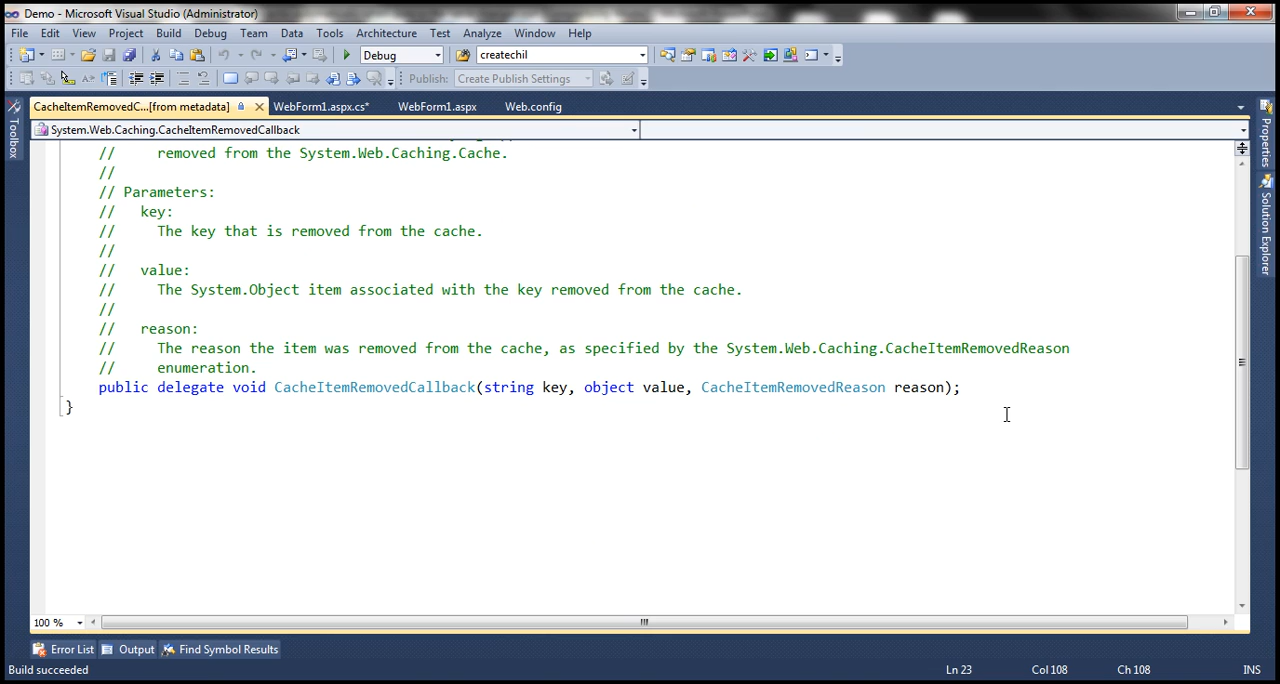 Demo - Microsoft Visual Studio (Administrator)
File Edit View Project Build Debug Team Data Tools Architecture Test Analyze Window Help
Debug createchil
Publish: Create Publish Settings
CacheItemRemovedC...[from metadata] WebForm1.aspx.cs* WebForm1.aspx Web.config
System.Web.Caching.CacheItemRemovedCallback
Toolbox
Properties
Solution Explorer
// removed from the System.Web.Caching.Cache.
//
// Parameters:
// key:
// The key that is removed from the cache.
//
// value:
// The System.Object item associated with the key removed from the cache.
//
// reason:
// The reason the item was removed from the cache, as specified by the System.Web.Caching.CacheItemRemovedReason
// enumeration.
public delegate void CacheItemRemovedCallback(string key, object value, CacheItemRemovedReason reason);
}
100 %
Error List Output Find Symbol Results
Build succeeded Ln 23 Col 108 Ch 108 INS